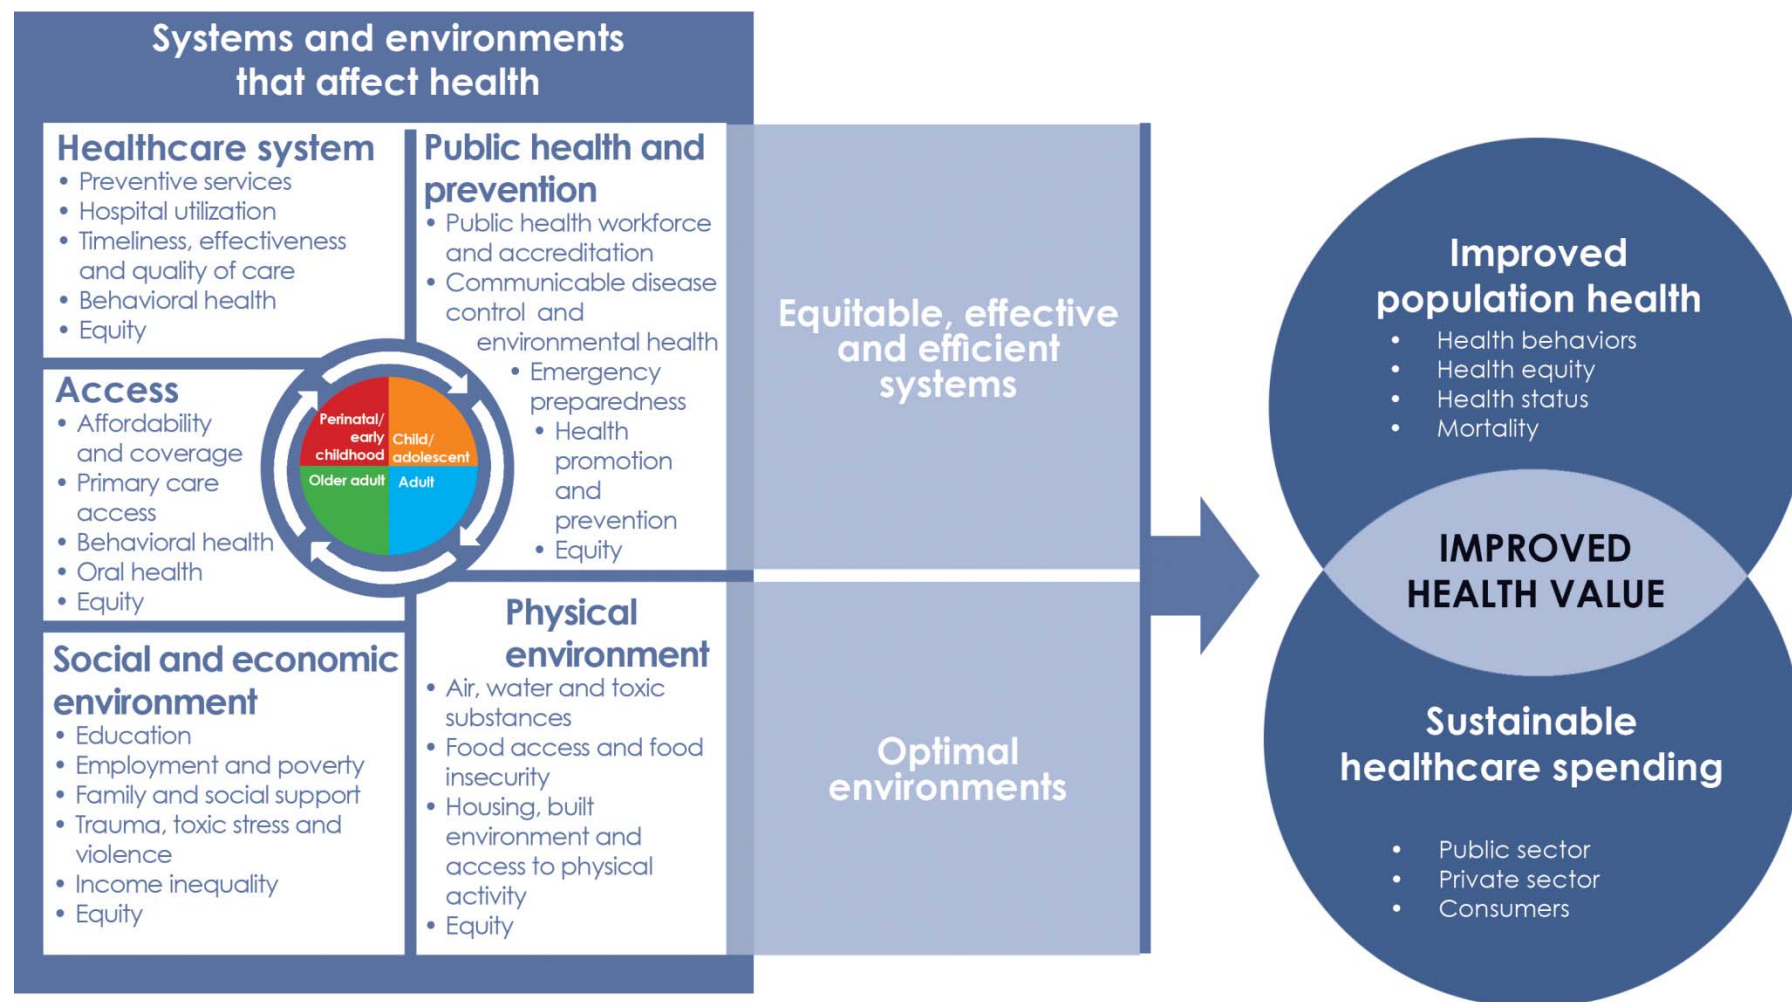 Systems and environments
that affect health
Healthcare system
• Preventive services
• Hospital utilization
• Timeliness, effectiveness
and quality of care
• Behavioral health
• Equity
Access
• Affordability
and coverage
• Primary care
access
• Behavioral health
• Oral health
• Equity
Social and economic
environment
• Education
• Employment and poverty
• Family and social support
• Trauma, toxic stress and
violence
• Income inequality
• Equity
Public health and
prevention
• Public health workforce
and accreditation
• Communicable disease
control and
environmental health
• Emergency
preparedness
• Health
promotion
and
prevention
• Equity
Physical
environment
• Air, water and toxic
substances
• Food access and food
insecurity
• Housing, built
environment and
access to physical
activity
• Equity
Perinatal/
early
childhood
Child/
adolescent
Older adult
Adult
Equitable, effective
and efficient
systems
Optimal
environments
Improved
population health
• Health behaviors
• Health equity
• Health status
• Mortality
IMPROVED
HEALTH VALUE
Sustainable
healthcare spending
• Public sector
• Private sector
• Consumers